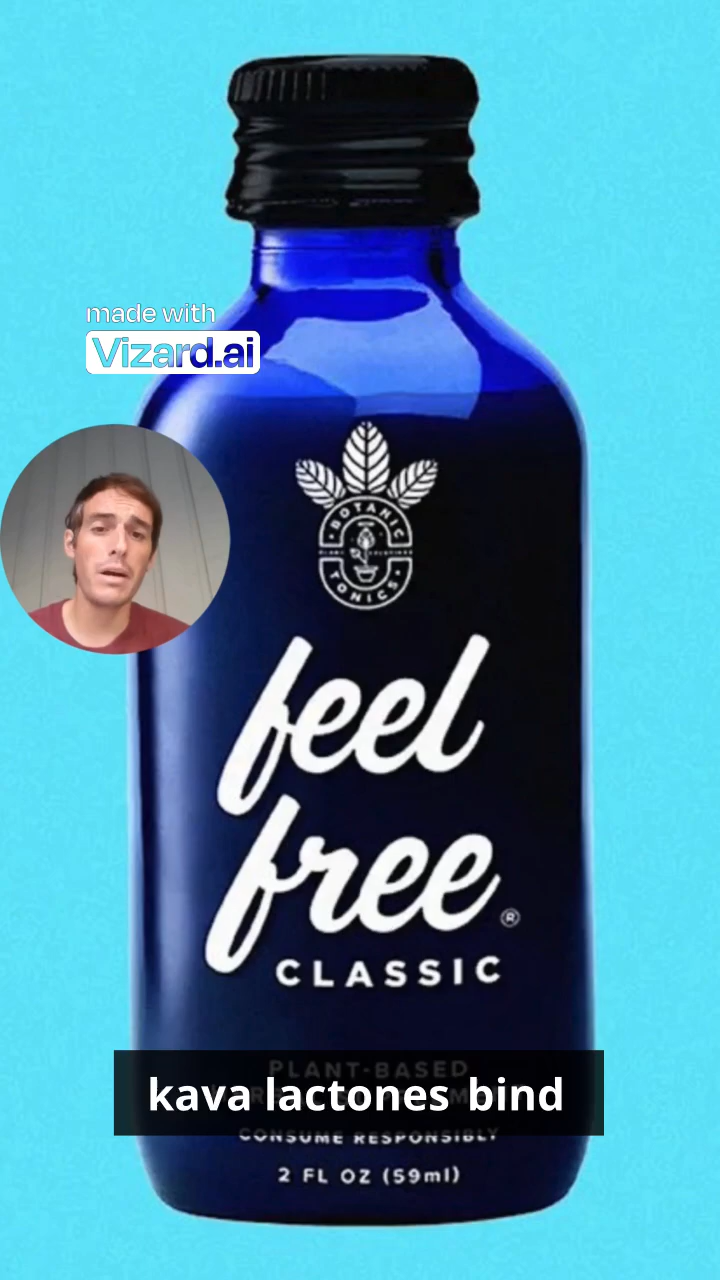 made with
Vizard.ai
BOTANIC
TONICS
feel
free
®
CLASSIC
PLANT-BASED
kava lactones bind
CONSUME RESPONSIBLY
2 FL OZ (59ml)